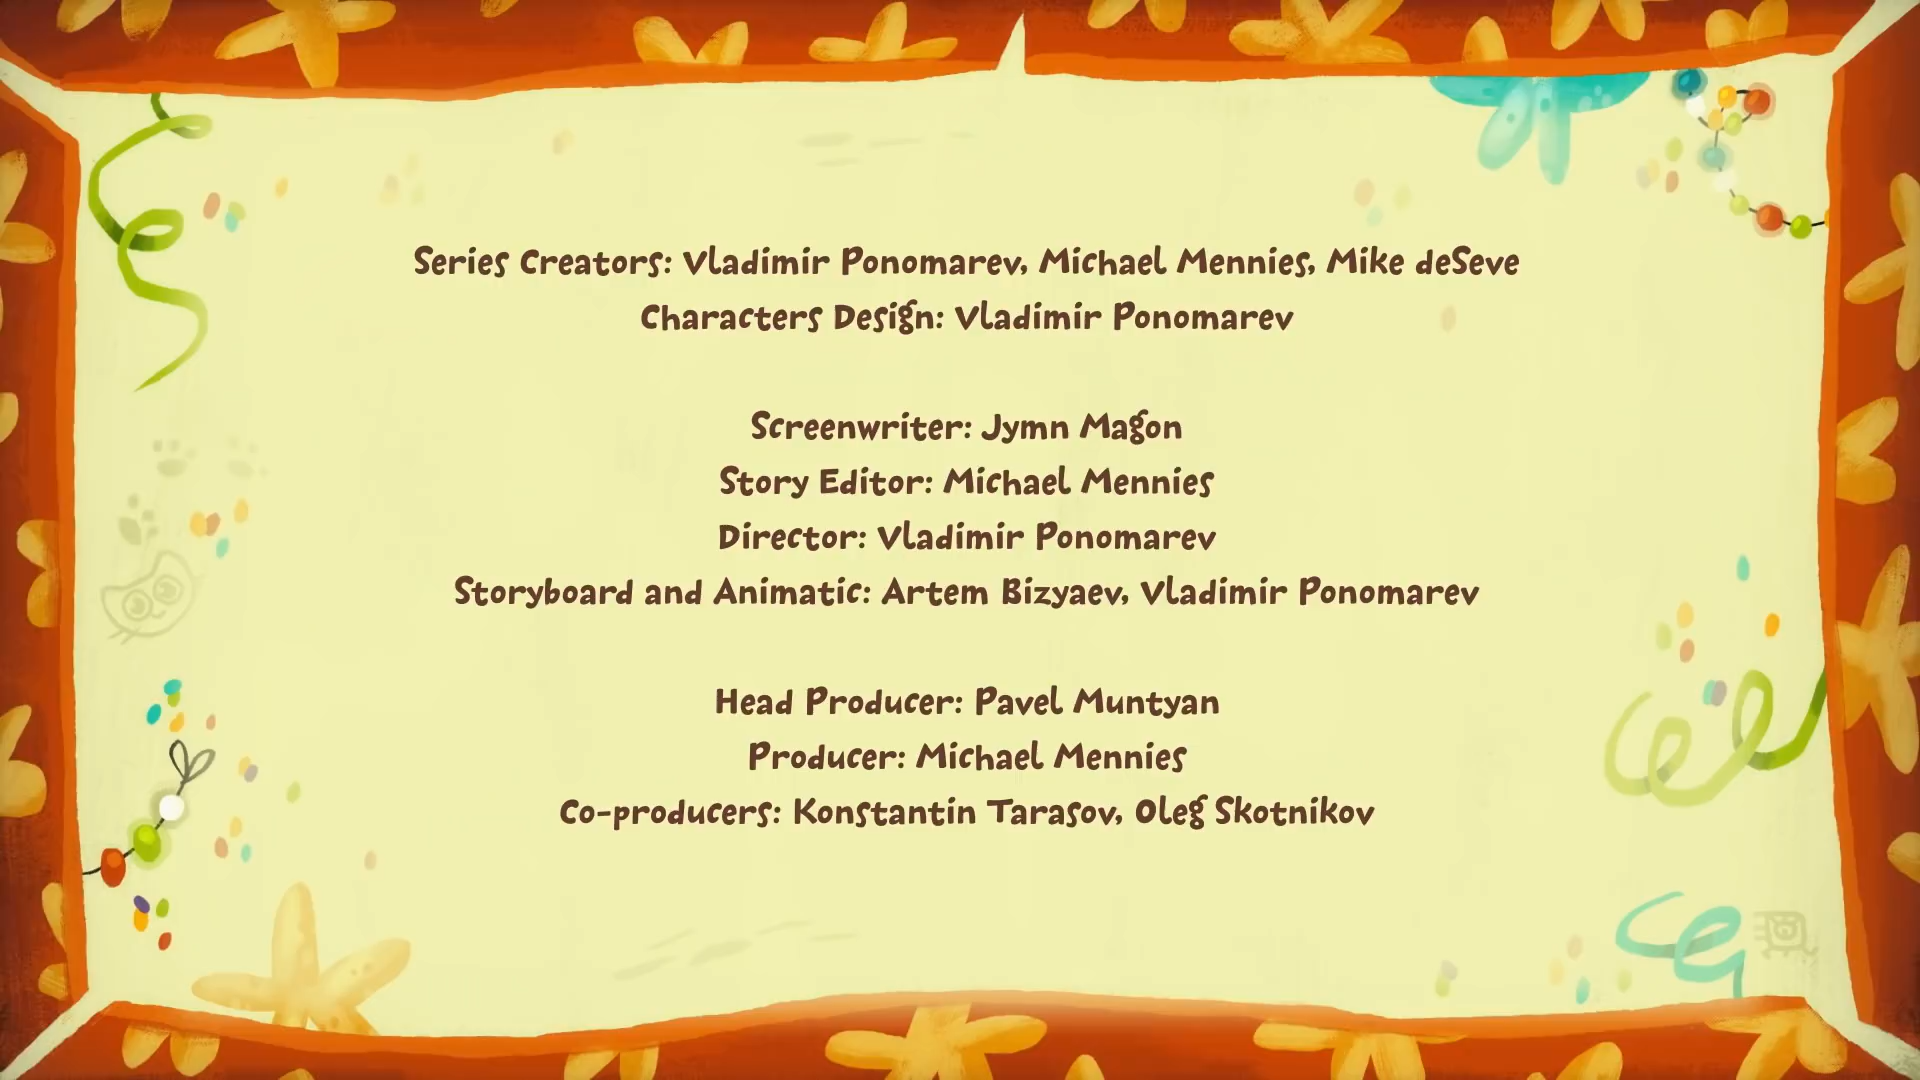 Series Creators: Vladimir Ponomarev, Michael Mennies, Mike deSeve
Characters Design: Vladimir Ponomarev
Screenwriter: Jymn Magon
Story Editor: Michael Mennies
Director: Vladimir Ponomarev
Storyboard and Animatic: Artem Bizyaev, Vladimir Ponomarev
Head Producer: Pavel Muntyan
Producer: Michael Mennies
Co-producers: Konstantin Tarasov, Oleg Skotnikov